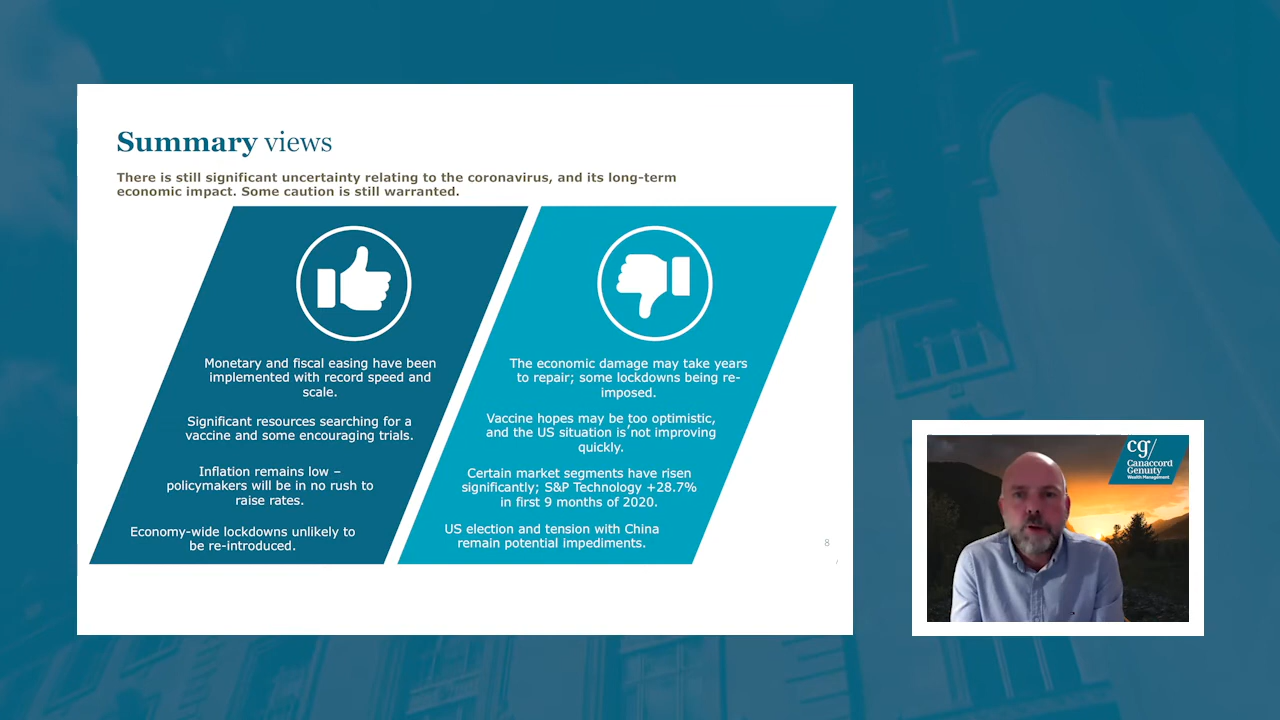 Summary views
There is still significant uncertainty relating to the coronavirus, and its long-term
economic impact. Some caution is still warranted.
Monetary and fiscal easing have been
implemented with record speed and
scale.
Significant resources searching for a
vaccine and some encouraging trials.
Inflation remains low –
policymakers will be in no rush to
raise rates.
Economy-wide lockdowns unlikely to
be re-introduced.
The economic damage may take years
to repair; some lockdowns being re-
imposed.
Vaccine hopes may be too optimistic,
and the US situation is not improving
quickly.
Certain market segments have risen
significantly; S&P Technology +28.7%
in first 9 months of 2020.
US election and tension with China
remain potential impediments.
8
/
cg/
Canaccord
Genuity
Wealth Management